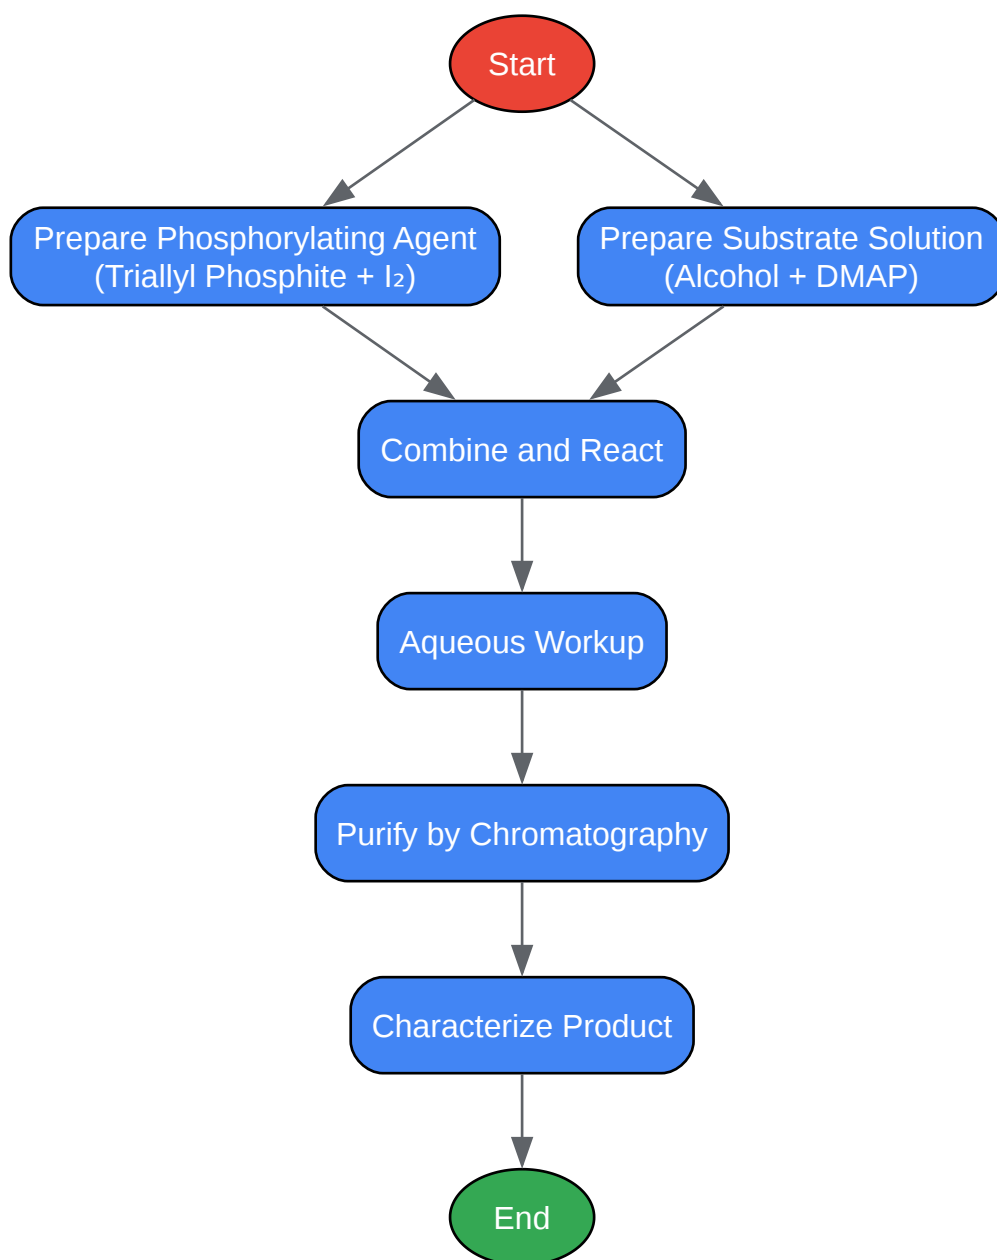 Start
Prepare Phosphorylating Agent
(Triallyl Phosphite + I₂)
Prepare Substrate Solution
(Alcohol + DMAP)
Combine and React
Aqueous Workup
Purify by Chromatography
Characterize Product
End